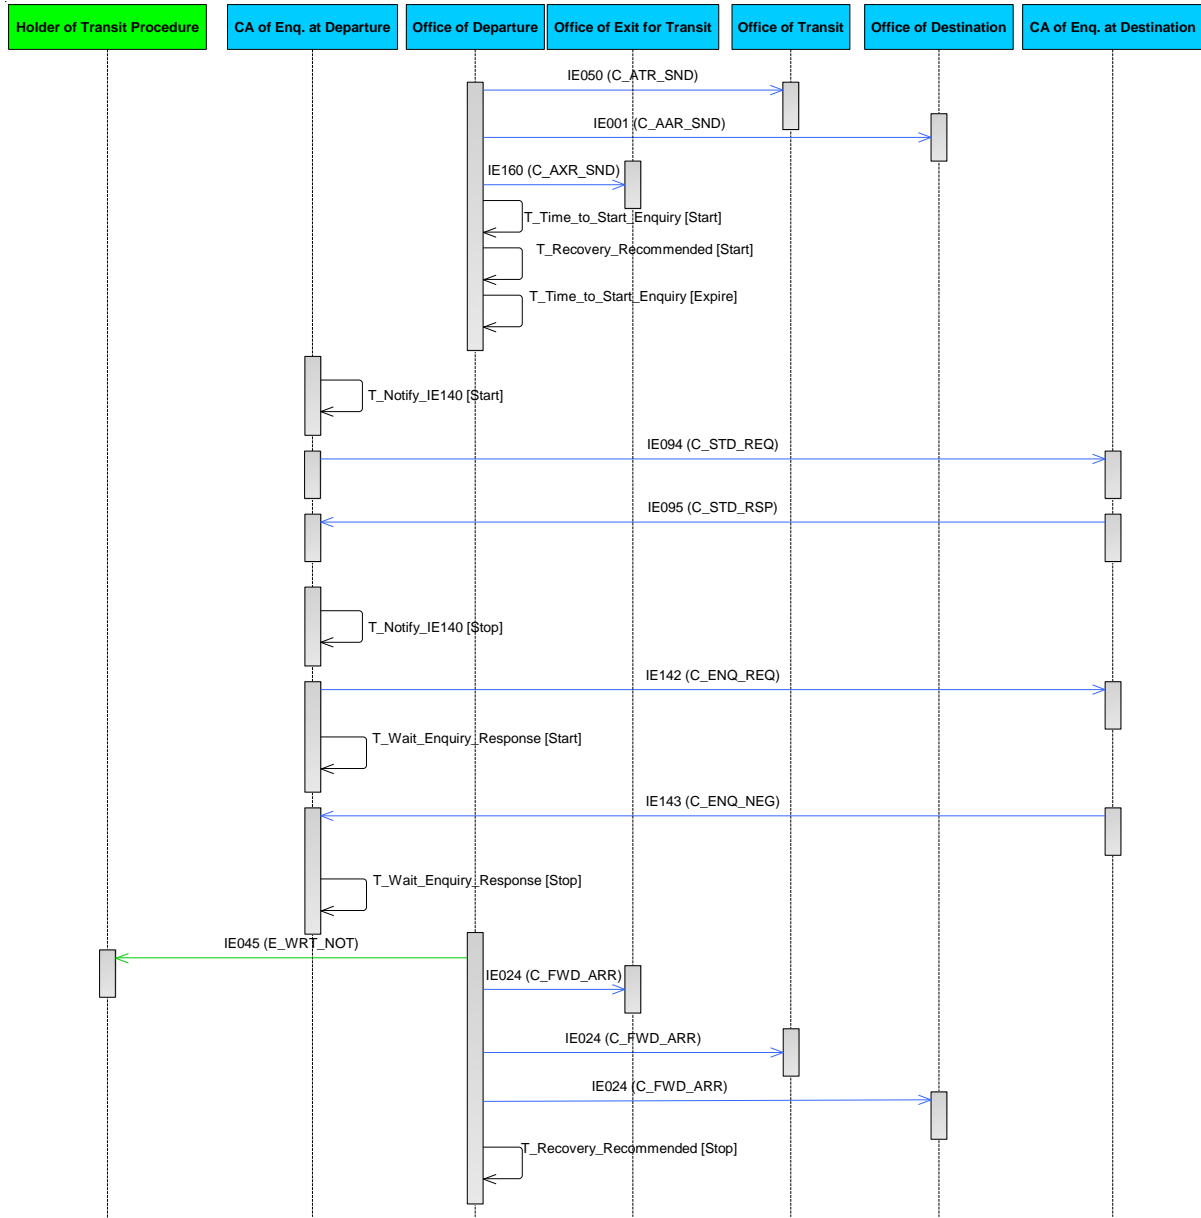 Holder of Transit Procedure
CA of Enq. at Departure
Office of Departure
Office of Exit for Transit
Office of Transit
Office of Destination
CA of Enq. at Destination
IE050 (C_ATR_SND)
IE001 (C_AAR_SND)
IE160 (C_AXR_SND)
T_Time_to_Start_Enquiry [Start]
T_Recovery_Recommended [Start]
T_Time_to_Start_Enquiry [Expire]
T_Notify_IE140 [Start]
IE094 (C_STD_REQ)
IE095 (C_STD_RSP)
T_Notify_IE140 [Stop]
IE142 (C_ENQ_REQ)
T_Wait_Enquiry_Response [Start]
IE143 (C_ENQ_NEG)
T_Wait_Enquiry_Response [Stop]
IE045 (E_WRT_NOT)
IE024 (C_FWD_ARR)
IE024 (C_FWD_ARR)
IE024 (C_FWD_ARR)
T_Recovery_Recommended [Stop]